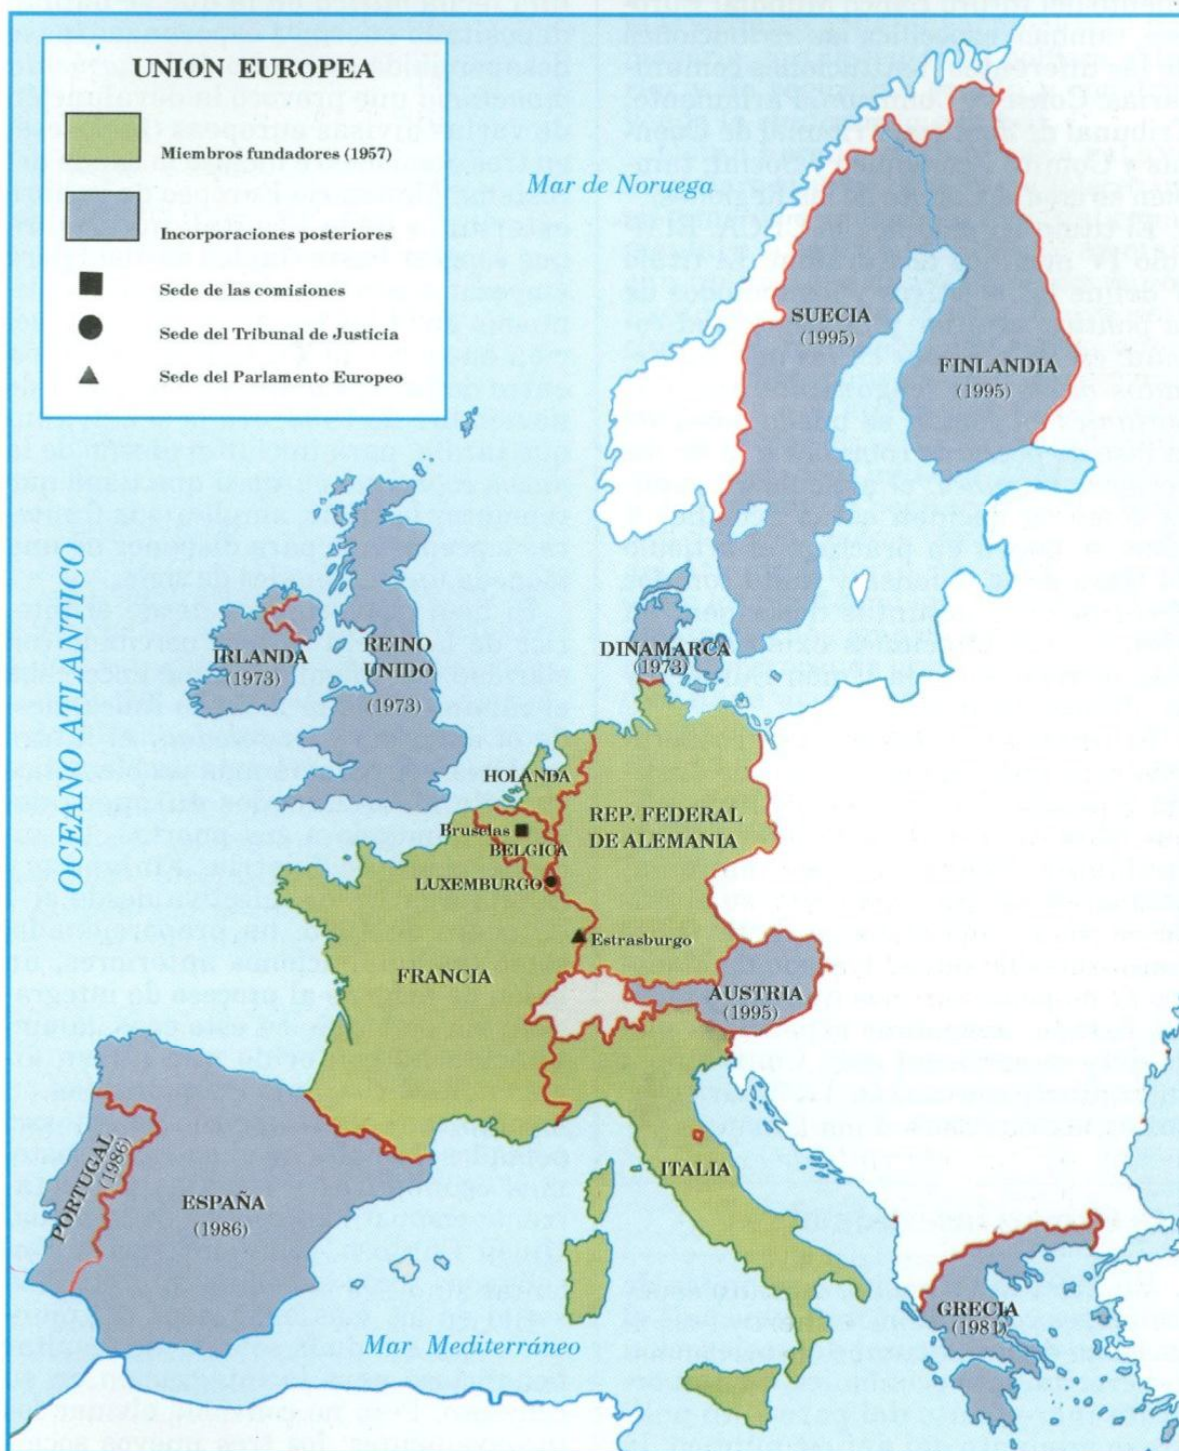 UNION EUROPEA
Miembros fundadores (1957)
Incorporaciones posteriores
Sede de las comisiones
Sede del Tribunal de Justicia
Sede del Parlamento Europeo
Mar de Noruega
SUECIA
(1995)
FINLANDIA
(1995)
OCEANO ATLANTICO
IRLANDA
(1973)
REINO
UNIDO
(1973)
DINAMARCA
(1973)
HOLANDA
REP. FEDERAL
DE ALEMANIA
Bruselas
BELGICA
LUXEMBURGO
Estrasburgo
FRANCIA
AUSTRIA
(1995)
PORTUGAL
(1986)
ESPAÑA
(1986)
ITALIA
GRECIA
(1981)
Mar Mediterráneo